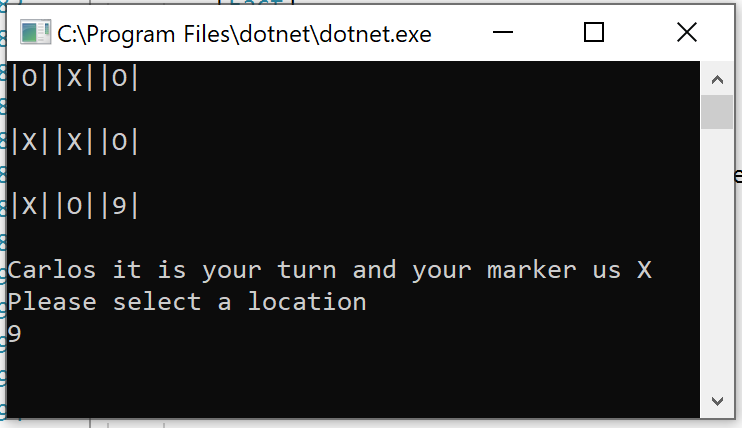 C:\Program Files\dotnet\dotnet.exe
|O||X||O|
|X||X||O|
|X||O||9|
Carlos it is your turn and your marker us X
Please select a location
9